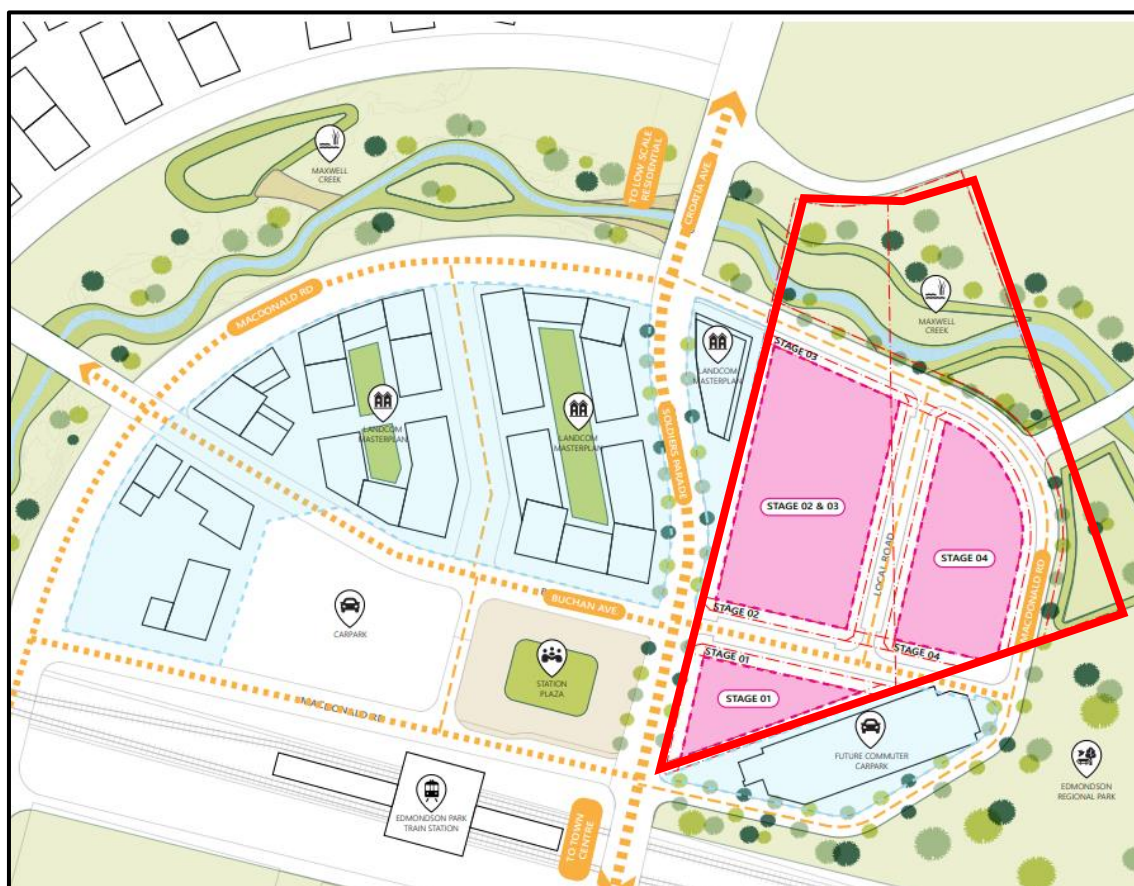 MAXWELL
CREEK
TO LOW SCALE
RESIDENTIAL
CROATIA AVE
MACDONALD RD
MAXWELL
CREEK
LANDCOM
MASTERPLAN
STAGE 03
LANDCOM
MASTERPLAN
LANDCOM
MASTERPLAN
SOLDIERS PARADE
STAGE 02 & 03
LOCAL ROAD
STAGE 04
MACDONALD RD
BUCHAN AVE.
STAGE 02
CARPARK
STAGE 01
STAGE 04
STATION
PLAZA
STAGE 01
MACDONALD RD
FUTURE COMMUTER
CARPARK
EDMONDSON
REGIONAL PARK
EDMONDSON PARK
TRAIN STATION
TO TOWN
CENTRE